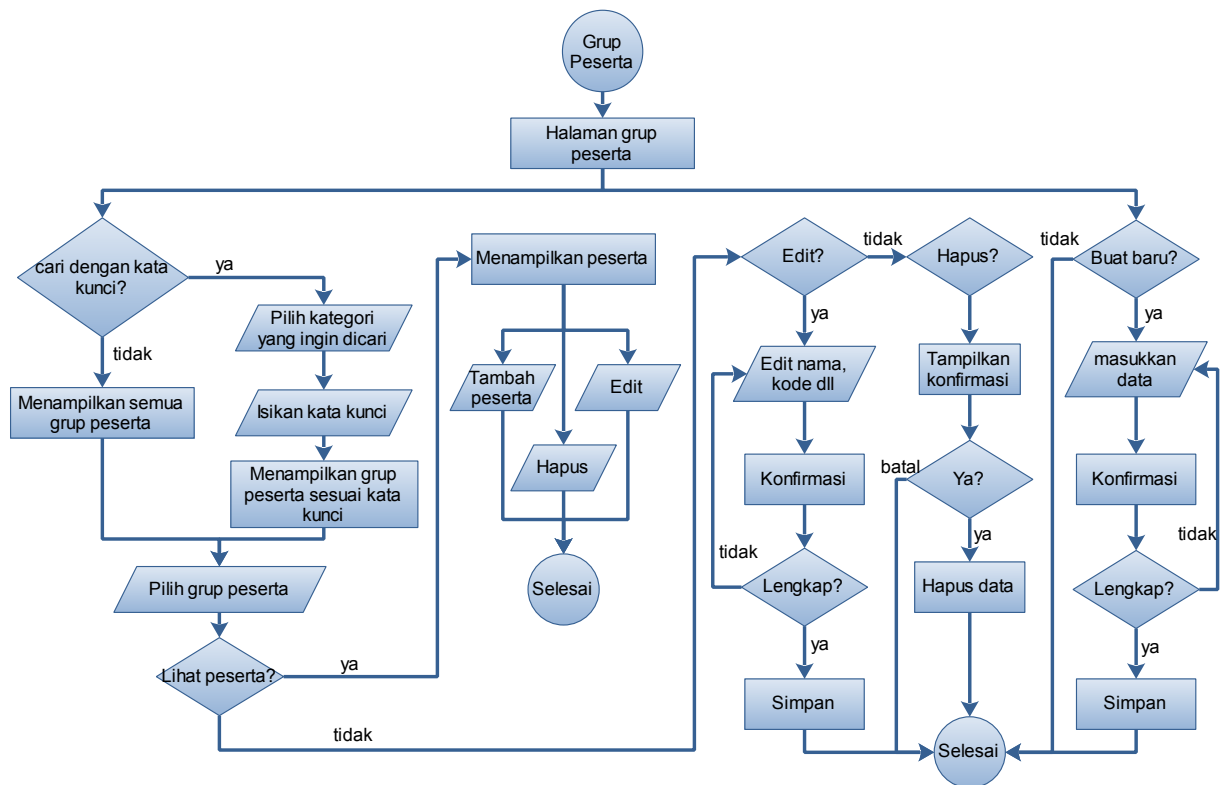 Grup
Peserta
Halaman grup
peserta
cari dengan kata
kunci?
ya
tidak
Pilih kategori
yang ingin dicari
Isikan kata kunci
Menampilkan semua
grup peserta
Menampilkan grup
peserta sesuai kata
kunci
Pilih grup peserta
Lihat peserta?
ya
tidak
Menampilkan peserta
Tambah
peserta
Hapus
Edit
Selesai
Edit?
tidak
ya
Edit nama,
kode dll
Konfirmasi
tidak
Lengkap?
ya
Simpan
Hapus?
Tampilkan
konfirmasi
batal
Ya?
ya
Hapus data
Selesai
tidak
Buat baru?
ya
masukkan
data
Konfirmasi
tidak
Lengkap?
ya
Simpan